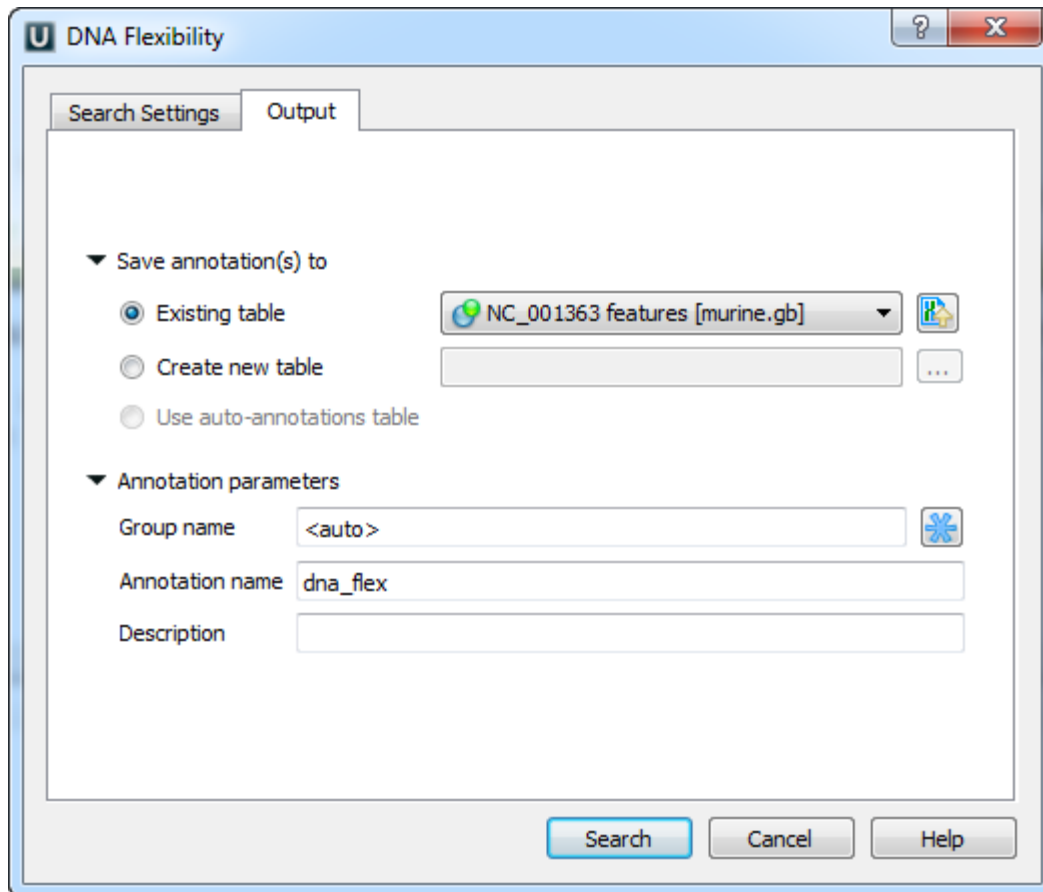 U DNA Flexibility ? X
Search Settings Output
Save annotation(s) to
Existing table NC_001363 features [murine.gb]
Create new table ...
Use auto-annotations table
Annotation parameters
Group name <auto>
Annotation name dna_flex
Description
Search Cancel Help